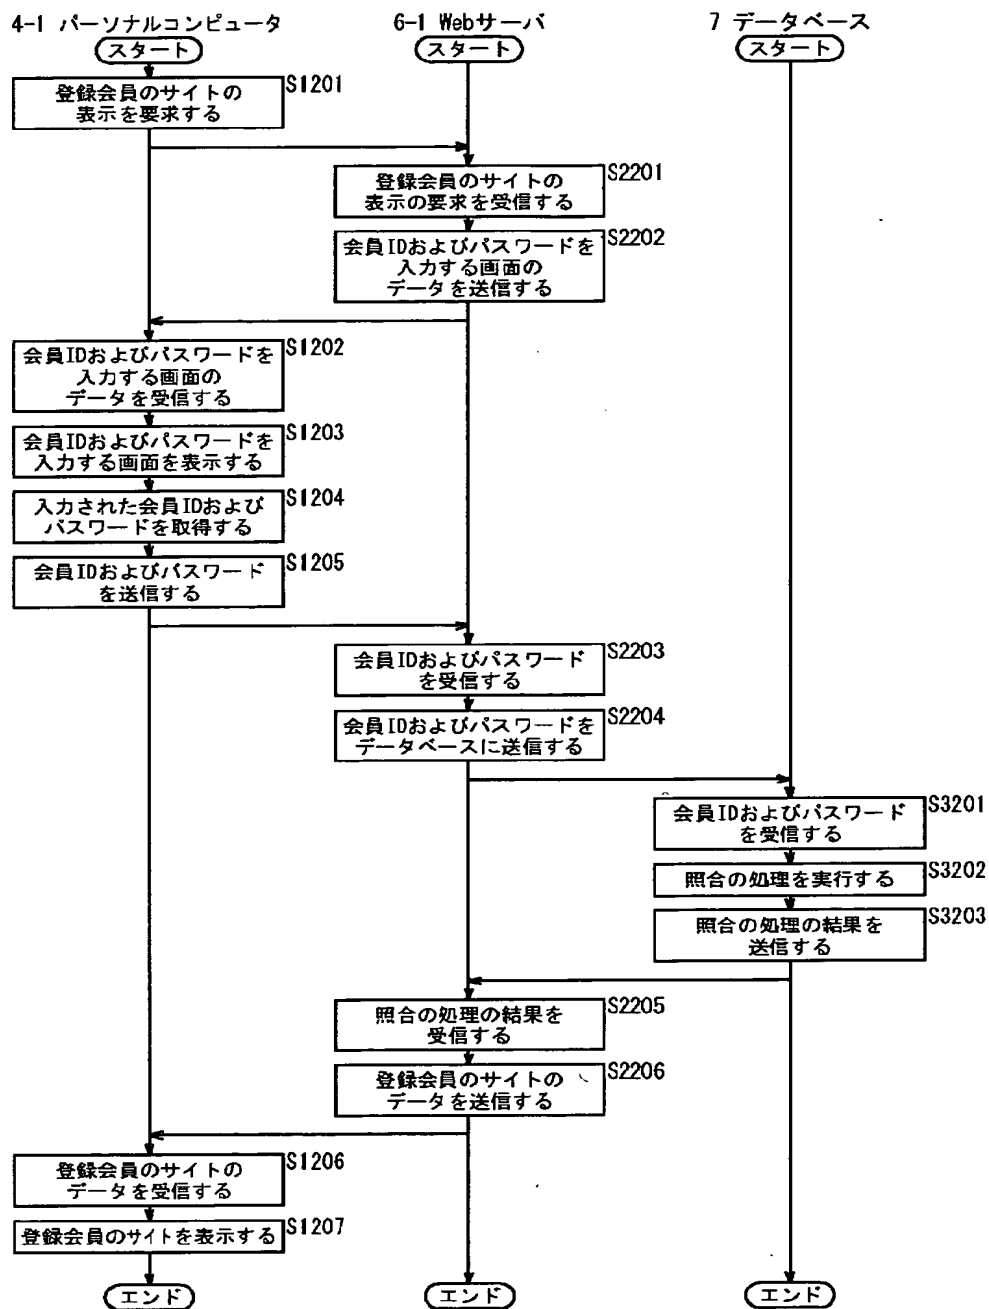 4-1 パーソナルコンピュータ
6-1 Webサーバ
7 データベース
スタート
スタート
スタート
登録会員のサイトの
表示を要求する
S1201
登録会員のサイトの
表示の要求を受信する
S2201
会員IDおよびパスワードを
入力する画面の
データを送信する
S2202
会員IDおよびパスワードを
入力する画面の
データを受信する
S1202
会員IDおよびパスワードを
入力する画面を表示する
S1203
入力された会員IDおよび
パスワードを取得する
S1204
会員IDおよびパスワード
を送信する
S1205
会員IDおよびパスワード
を受信する
S2203
会員IDおよびパスワードを
データベースに送信する
S2204
会員IDおよびパスワード
を受信する
S3201
照合の処理を実行する
S3202
照合の処理の結果を
送信する
S3203
照合の処理の結果を
受信する
S2205
登録会員のサイトの
データを送信する
S2206
登録会員のサイトの
データを受信する
S1206
登録会員のサイトを表示する
S1207
エンド
エンド
エンド